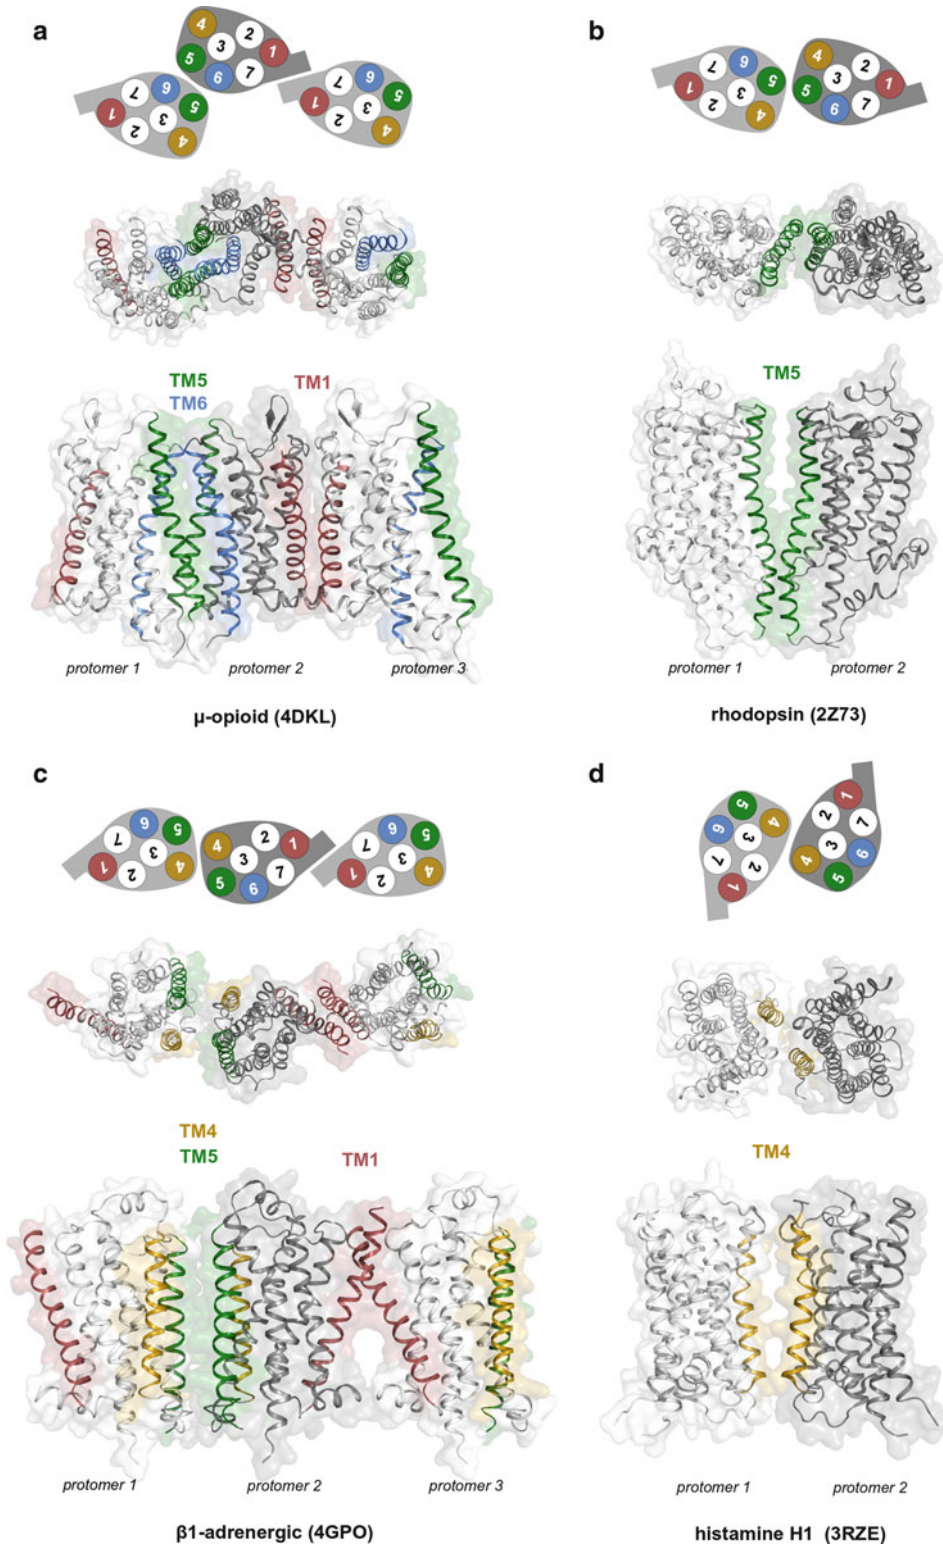 a
4
2
3
1
5
6
7
6
7
5
1
3
2
4
6
7
5
1
3
2
4
TM5
TM6
TM1
protomer 1
protomer 2
protomer 3
µ-opioid (4DKL)
b
6
7
5
1
3
2
4
4
2
3
1
5
6
7
TM5
protomer 1
protomer 2
rhodopsin (2Z73)
c
6
7
5
1
3
2
4
4
2
3
1
5
6
7
6
7
5
1
3
2
4
TM4
TM5
TM1
protomer 1
protomer 2
protomer 3
β1-adrenergic (4GPO)
d
5
4
6
3
7
2
1
1
2
7
3
6
4
5
TM4
protomer 1
protomer 2
histamine H1 (3RZE)